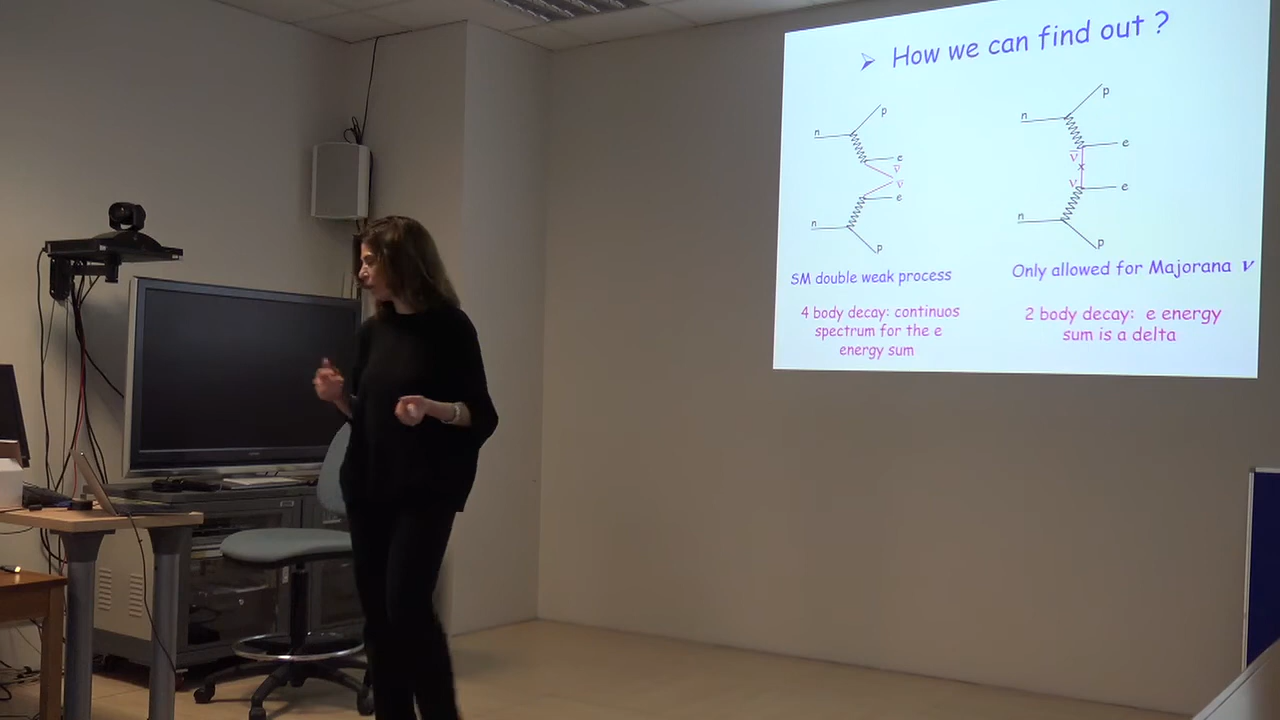 ➢ How we can find out ?
n
p
e
ν̄
ν
e
n
p
n
p
e
ν̄
x
ν
e
n
p
SM double weak process
4 body decay: continuos
spectrum for the e
energy sum
Only allowed for Majorana ν
2 body decay: e energy
sum is a delta